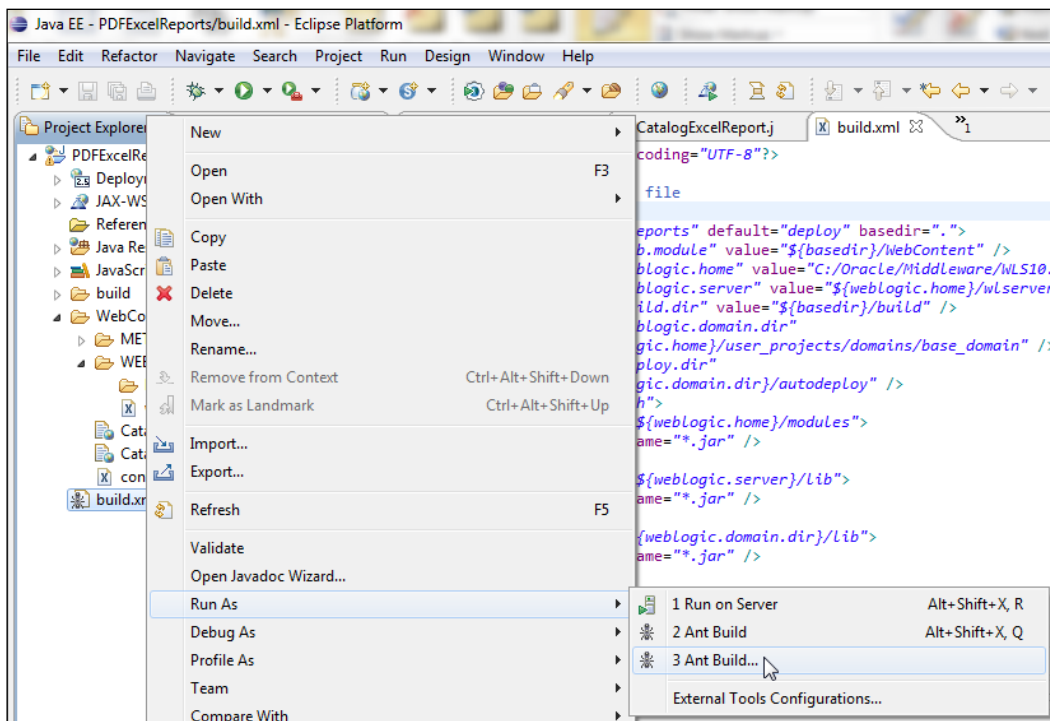 Java EE - PDFExcelReports/build.xml - Eclipse Platform
File Edit Refactor Navigate Search Project Run Design Window Help
Project Explorer
CatalogExcelReport.j
build.xml
1
PDFExcelRe
2.5 Deploy
JAX-WS
Referen
Java Re
JavaScr
build
WebCo
MET
WEB
Cata
Cata
con
build.xr
New
Open F3
Open With
Copy
Paste
Delete
Move...
Rename...
Remove from Context Ctrl+Alt+Shift+Down
Mark as Landmark Ctrl+Alt+Shift+Up
Import...
Export...
Refresh F5
Validate
Open Javadoc Wizard...
Run As
Debug As
Profile As
Team
Compare With
coding="UTF-8"?>
file
eports" default="deploy" basedir=".">
b.module" value="${basedir}/WebContent" />
blogic.home" value="C:/Oracle/Middleware/WLS10.
blogic.server" value="${weblogic.home}/wlserver
ild.dir" value="${basedir}/build" />
blogic.domain.dir"
gic.home}/user_projects/domains/base_domain" />
ploy.dir"
gic.domain.dir}/autodeploy" />
h">
${weblogic.home}/modules">
ame="*.jar" />
${weblogic.server}/lib">
ame="*.jar" />
{weblogic.domain.dir}/lib">
ame="*.jar" />
1 Run on Server Alt+Shift+X, R
2 Ant Build Alt+Shift+X, Q
3 Ant Build...
External Tools Configurations...